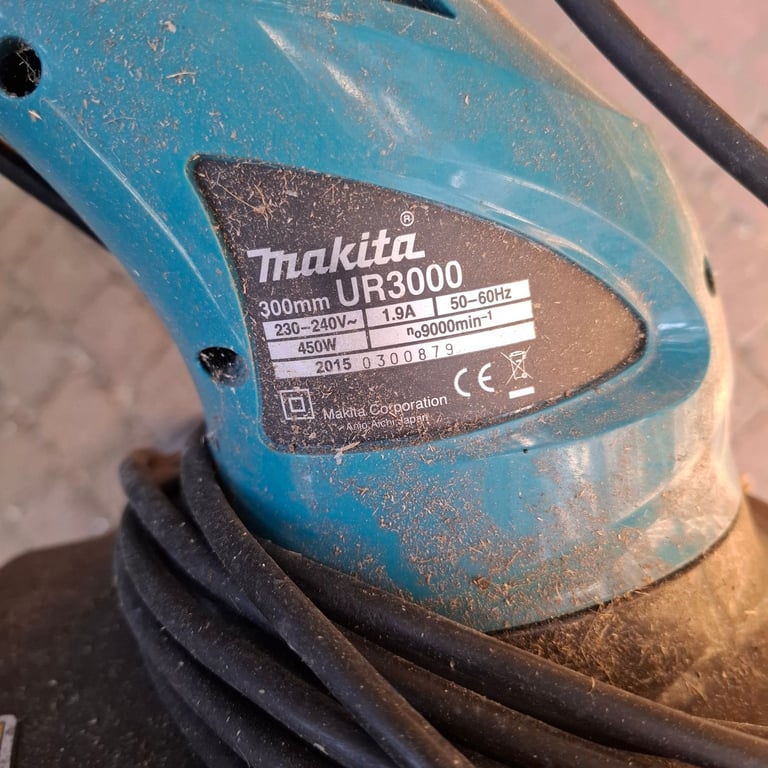 makita®
300mm UR3000
230-240V~ 1.9A 50-60Hz
450W n₀9000min⁻¹
2015 0300879
CE
Makita Corporation
Anjo Aichi Japan